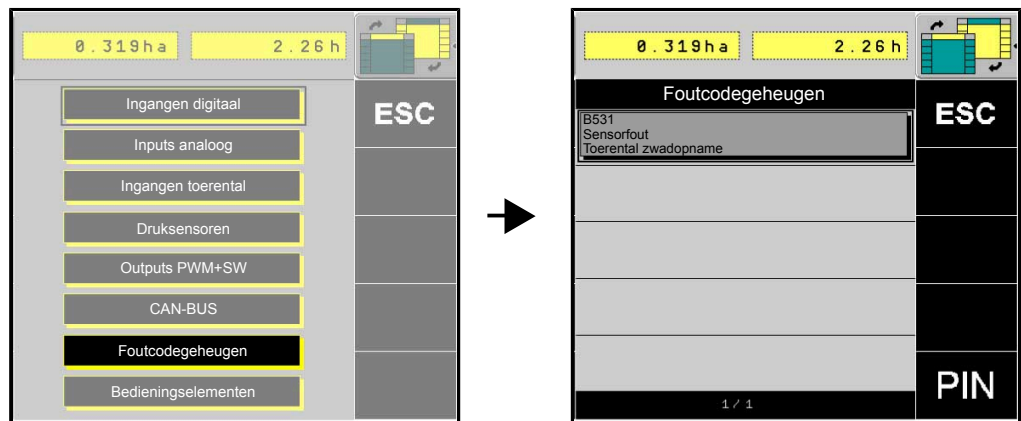 0.319ha 2.26h
Ingangen digitaal
ESC
Inputs analoog
Ingangen toerental
Druksensoren
Outputs PWM+SW
CAN-BUS
Foutcodegeheugen
Bedieningselementen
0.319ha 2.26h
Foutcodegeheugen
ESC
B531
Sensorfout
Toerental zwadopname
PIN
1/1